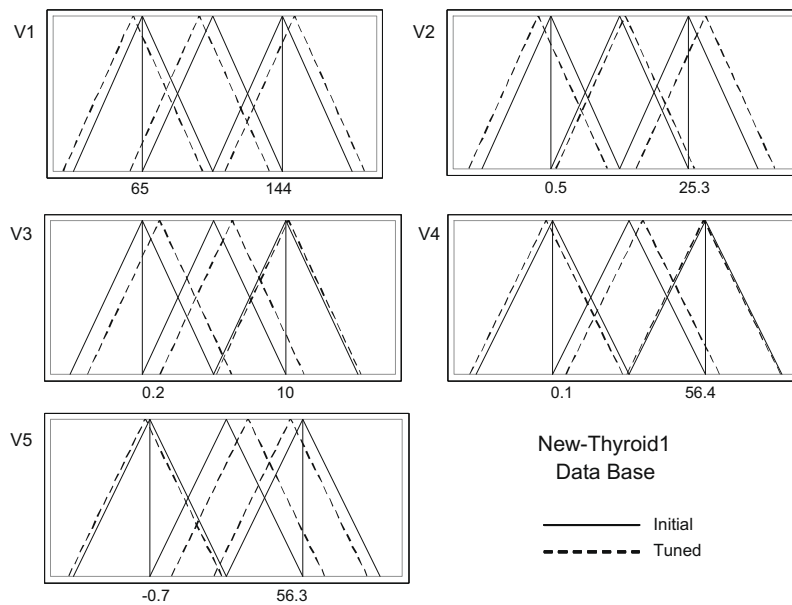 V1
65 144
V2
0.5 25.3
V3
0.2 10
V4
0.1 56.4
V5
-0.7 56.3
New-Thyroid1
Data Base
Initial
Tuned